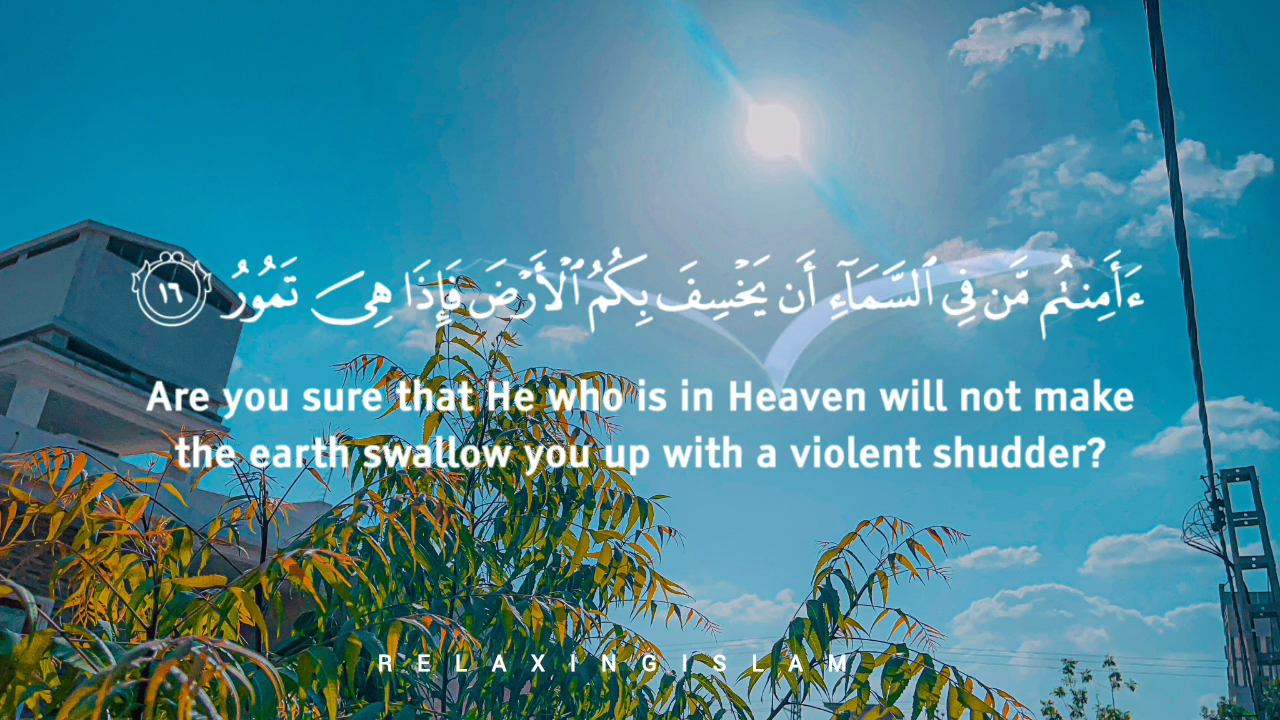 ءَأَمِنتُم مَّن فِي ٱلسَّمَآءِ أَن يَخۡسِفَ بِكُمُ ٱلۡأَرۡضَ فَإِذَا هِيَ تَمُورُ ١٦
Are you sure that He who is in Heaven will not make
the earth swallow you up with a violent shudder?
RELAXINGISLAM